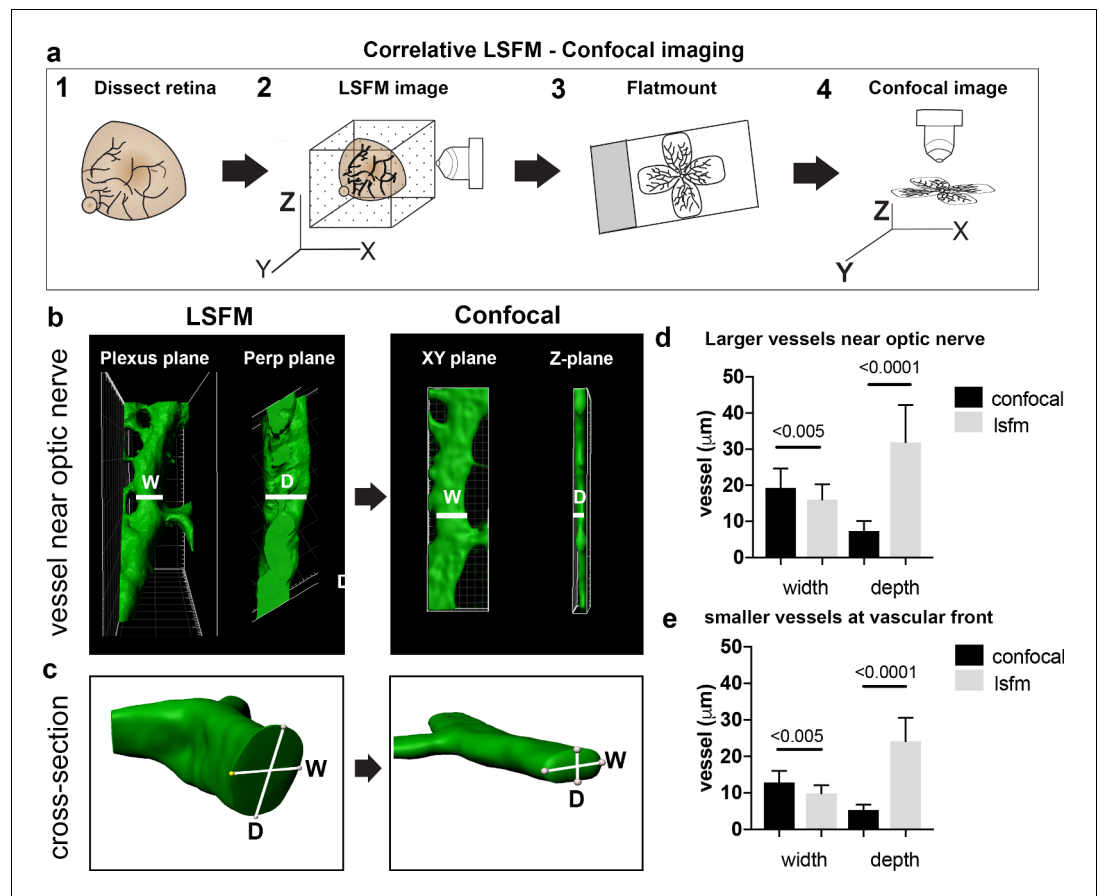 a
Correlative LSFM - Confocal imaging
1 Dissect retina
2 LSFM image
3 Flatmount
4 Confocal image
Z
X
Y
Z
X
Y
b
LSFM
Confocal
vessel near optic nerve
Plexus plane
Perp plane
XY plane
Z-plane
W
D
W
D
c
cross-section
W
D
W
D
d
Larger vessels near optic nerve
vessel (μm)
50
40
30
20
10
0
<0.005
<0.0001
confocal
lsfm
width
depth
e
smaller vessels at vascular front
vessel (μm)
50
40
30
20
10
0
<0.005
<0.0001
confocal
lsfm
width
depth